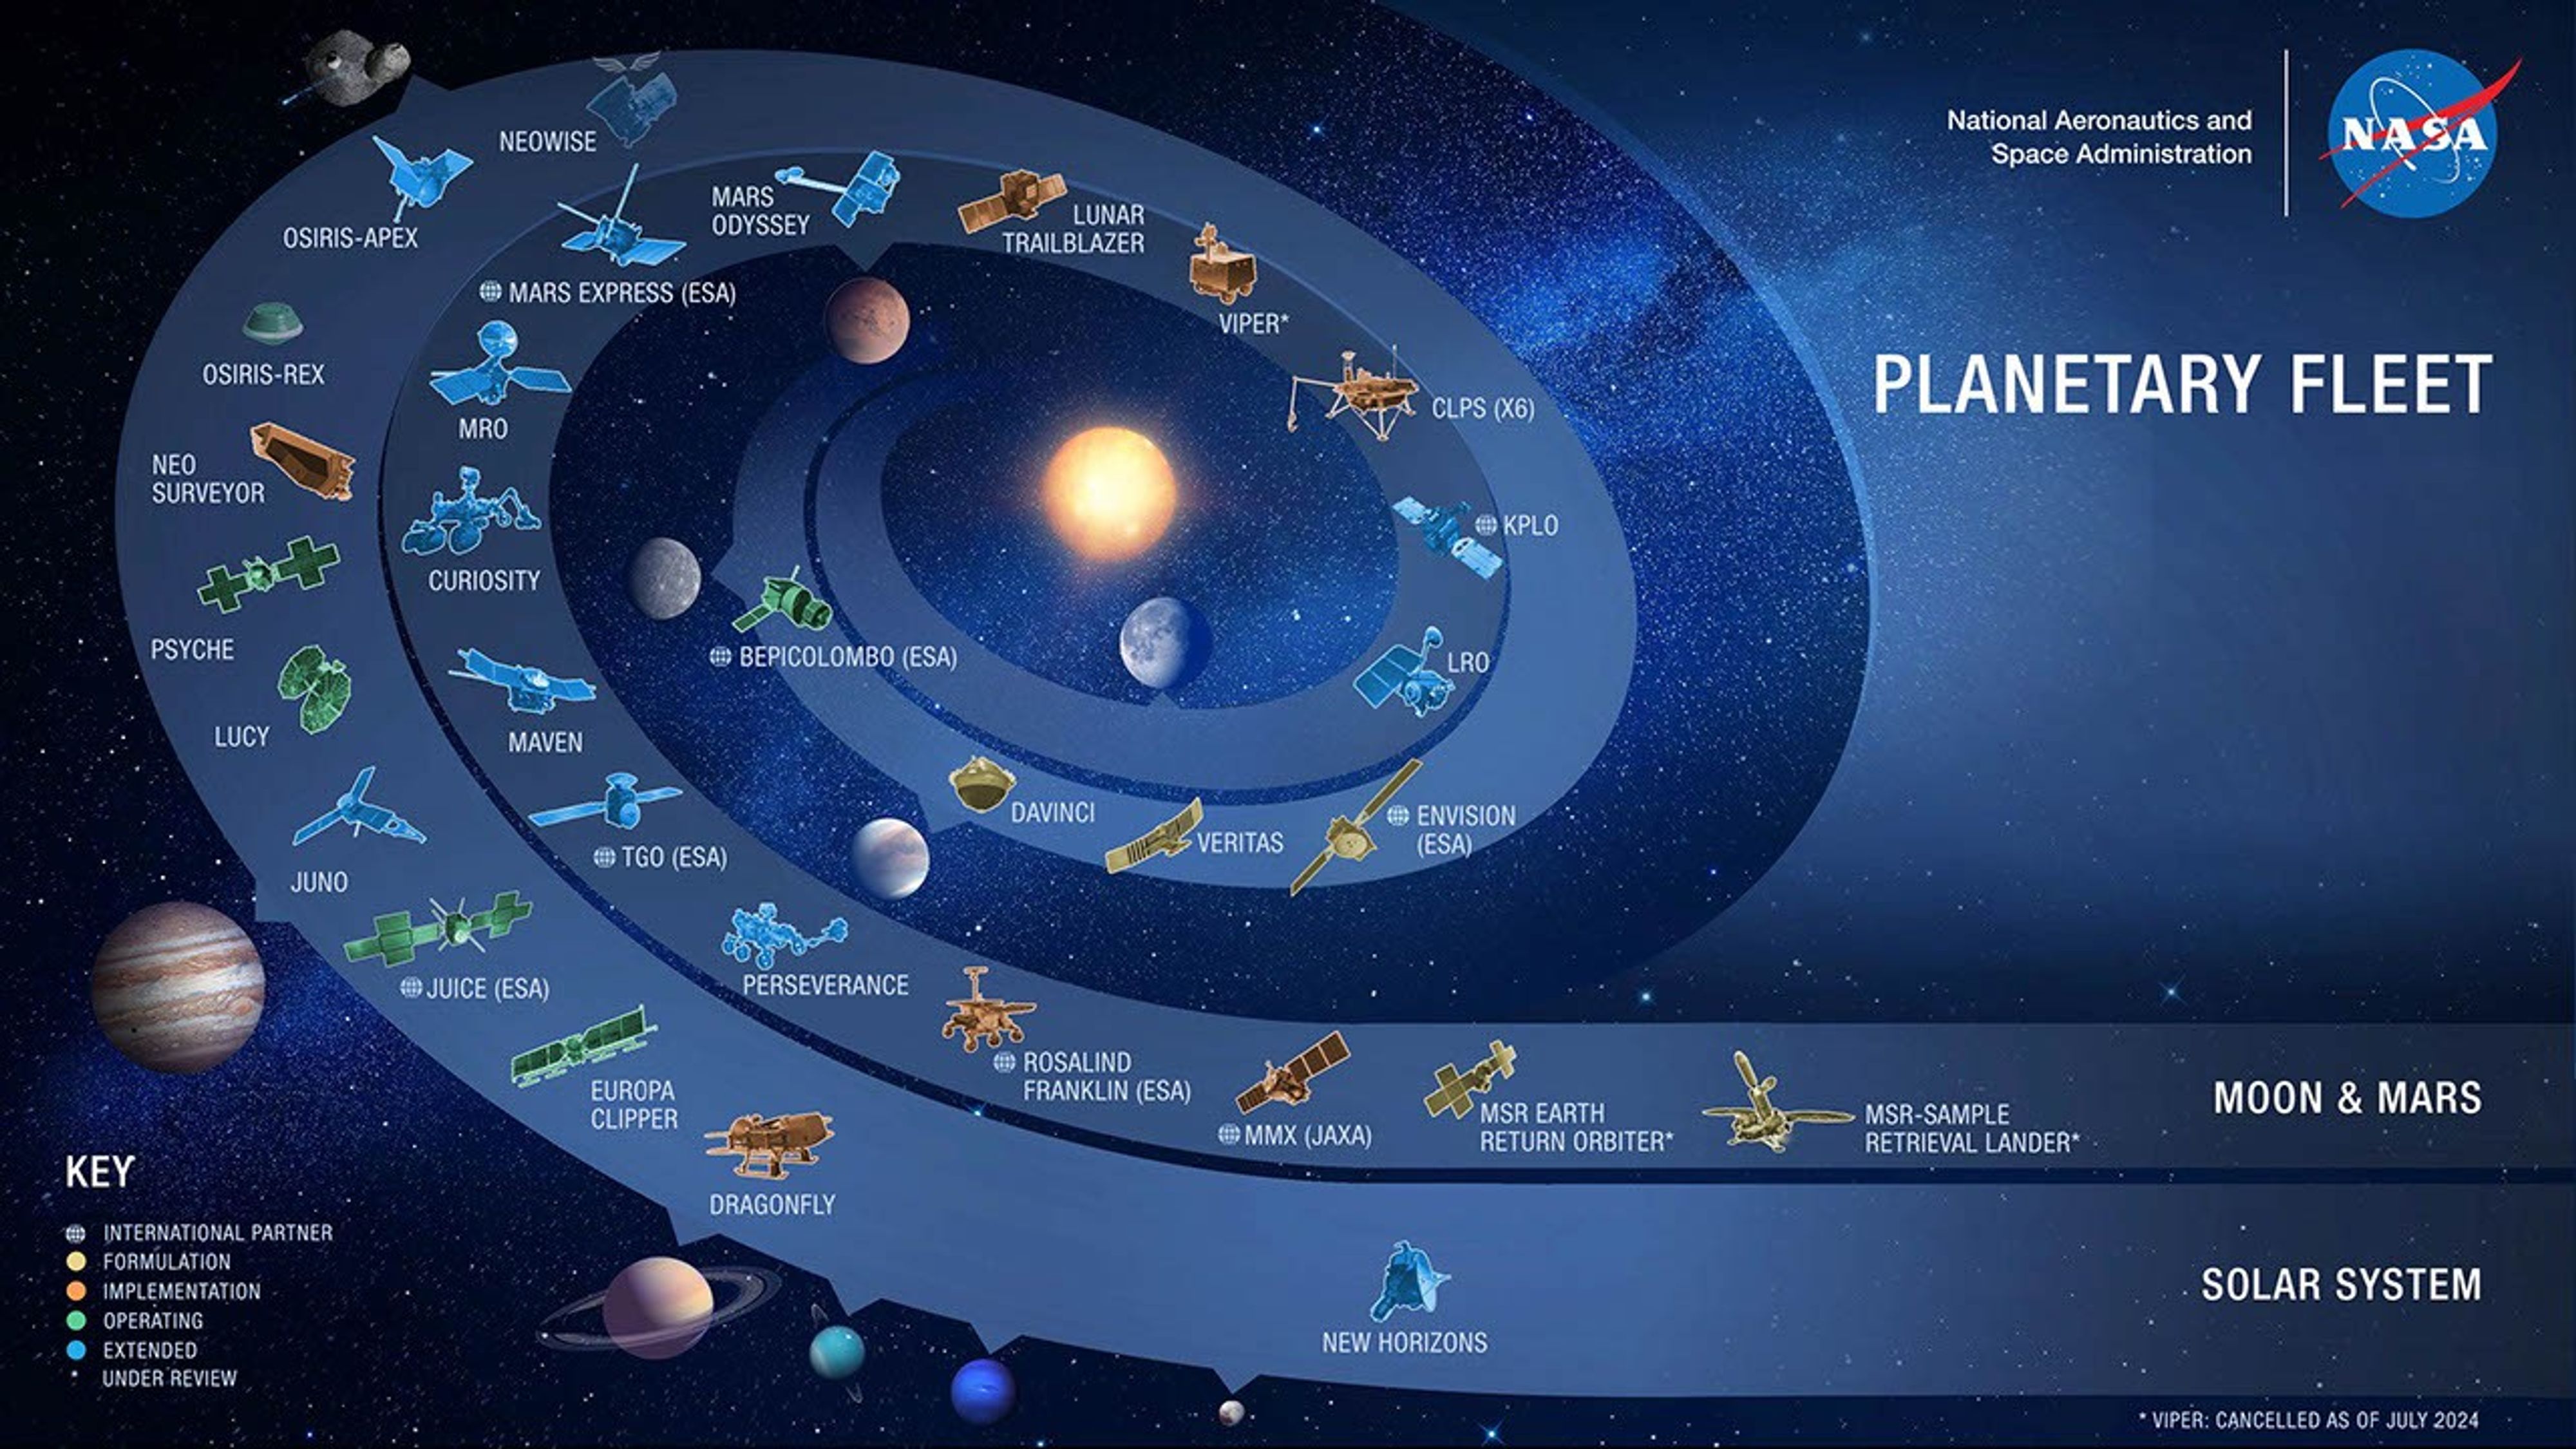 National Aeronautics and
Space Administration
NASA
PLANETARY FLEET
NEOWISE
OSIRIS-APEX
MARS
ODYSSEY
LUNAR
TRAILBLAZER
MARS EXPRESS (ESA)
VIPER*
OSIRIS-REX
MRO
CLPS (X6)
NEO
SURVEYOR
CURIOSITY
KPLO
PSYCHE
BEPICOLOMBO (ESA)
LRO
LUCY
MAVEN
DAVINCI
VERITAS
ENVISION
(ESA)
JUNO
TGO (ESA)
JUICE (ESA)
PERSEVERANCE
EUROPA
CLIPPER
ROSALIND
FRANKLIN (ESA)
MMX (JAXA)
MSR EARTH
RETURN ORBITER*
MSR-SAMPLE
RETRIEVAL LANDER*
MOON & MARS
DRAGONFLY
NEW HORIZONS
SOLAR SYSTEM
KEY
INTERNATIONAL PARTNER
FORMULATION
IMPLEMENTATION
OPERATING
EXTENDED
* UNDER REVIEW
* VIPER: CANCELLED AS OF JULY 2024